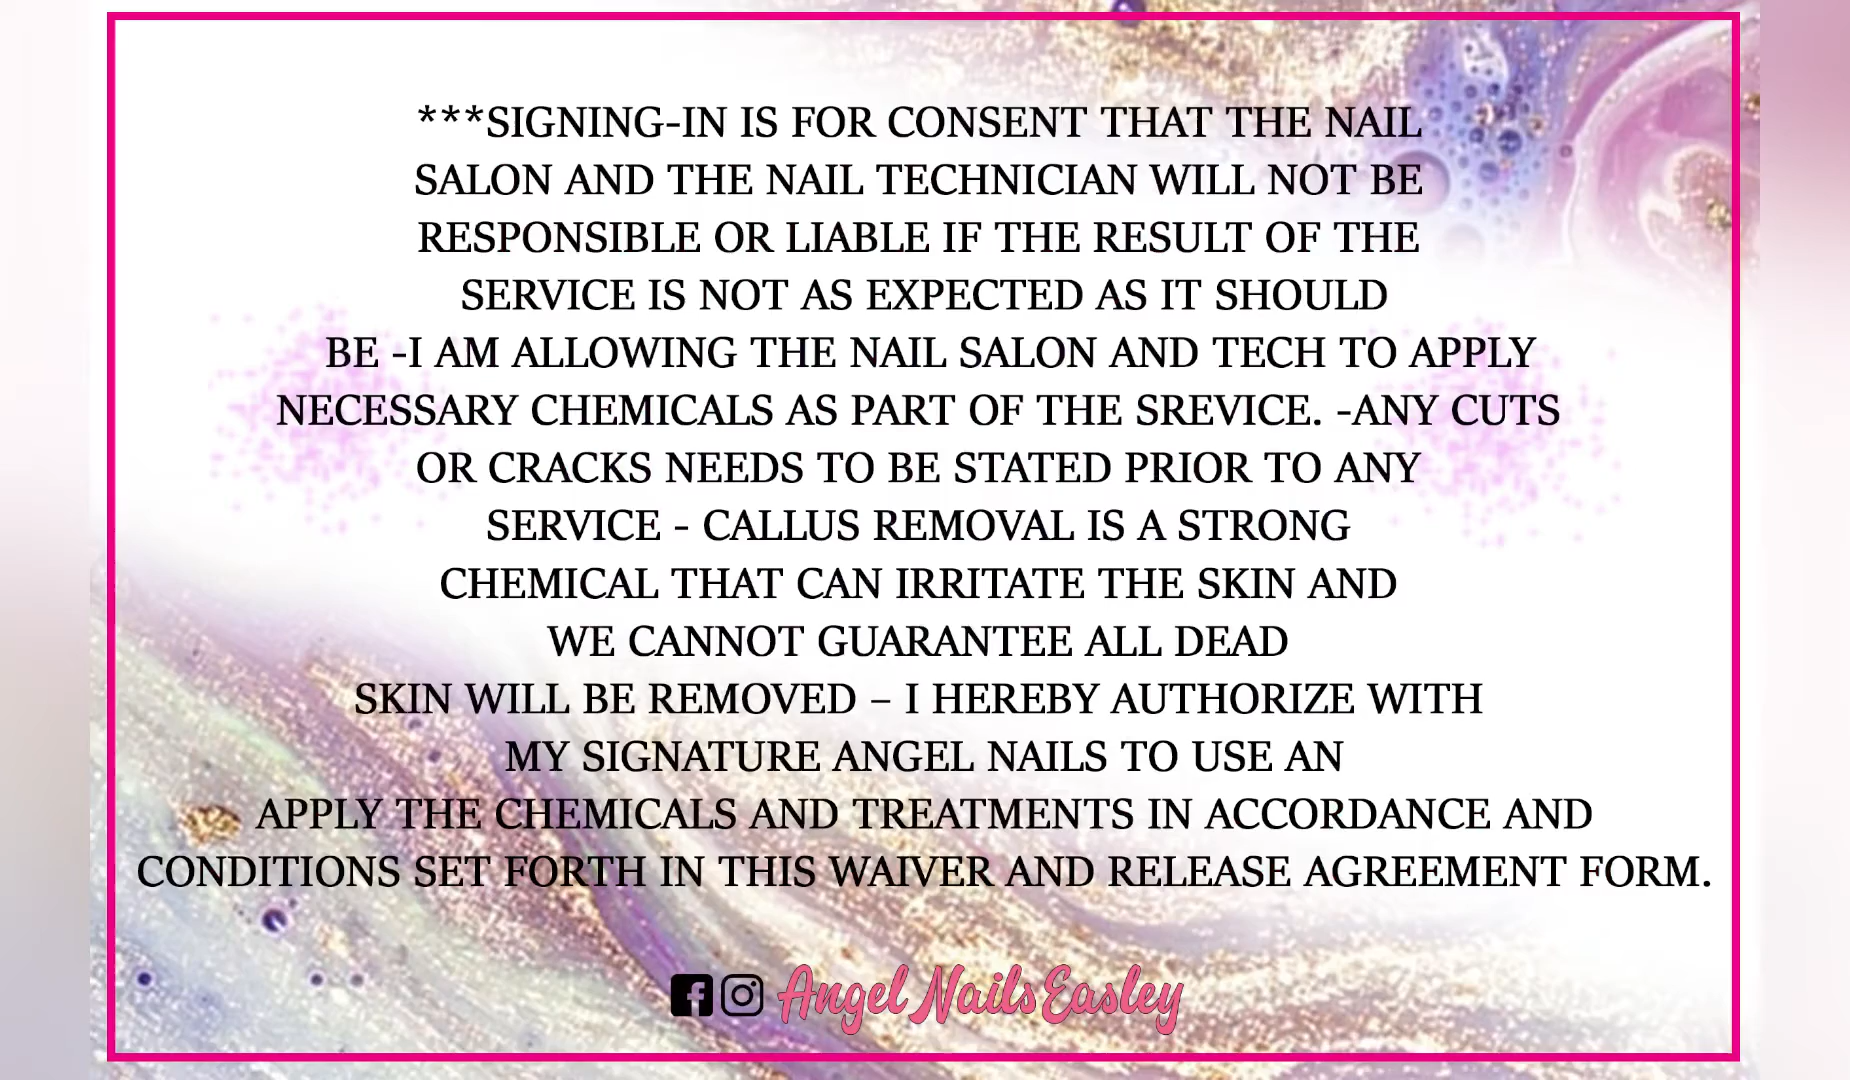 ***SIGNING-IN IS FOR CONSENT THAT THE NAIL
SALON AND THE NAIL TECHNICIAN WILL NOT BE
RESPONSIBLE OR LIABLE IF THE RESULT OF THE
SERVICE IS NOT AS EXPECTED AS IT SHOULD
BE -I AM ALLOWING THE NAIL SALON AND TECH TO APPLY
NECESSARY CHEMICALS AS PART OF THE SREVICE. -ANY CUTS
OR CRACKS NEEDS TO BE STATED PRIOR TO ANY
SERVICE - CALLUS REMOVAL IS A STRONG
CHEMICAL THAT CAN IRRITATE THE SKIN AND
WE CANNOT GUARANTEE ALL DEAD
SKIN WILL BE REMOVED – I HEREBY AUTHORIZE WITH
MY SIGNATURE ANGEL NAILS TO USE AN
APPLY THE CHEMICALS AND TREATMENTS IN ACCORDANCE AND
CONDITIONS SET FORTH IN THIS WAIVER AND RELEASE AGREEMENT FORM.
Angel Nails Easley